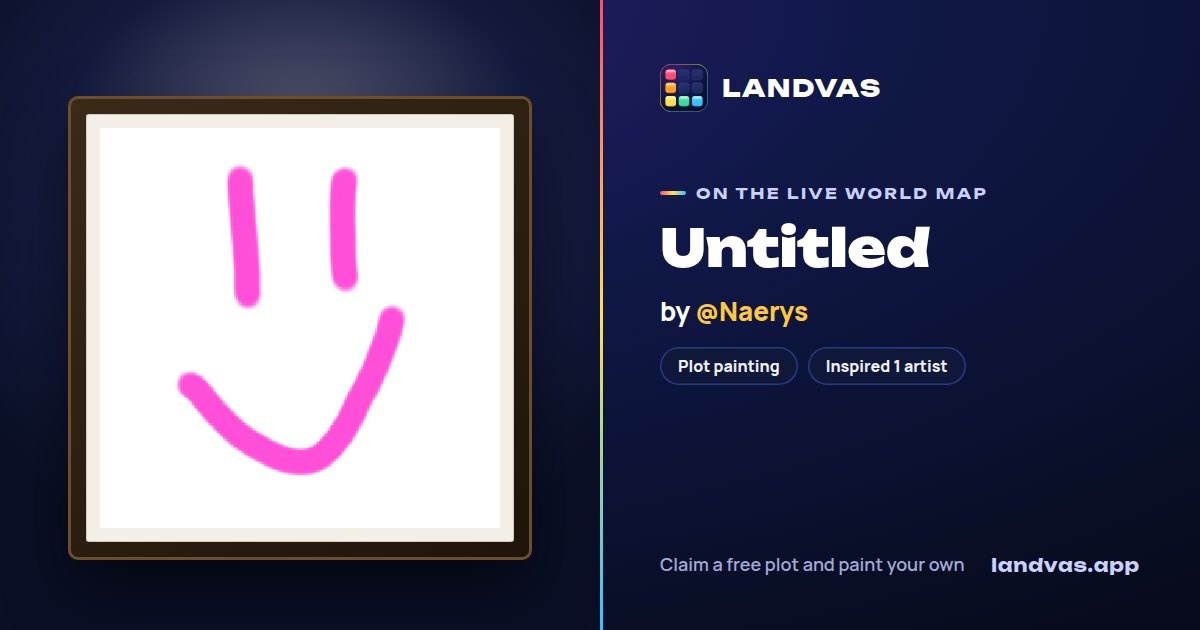 LANDVAS
ON THE LIVE WORLD MAP
Untitled
by @Naerys
Plot painting
Inspired 1 artist
Claim a free plot and paint your own
landvas.app